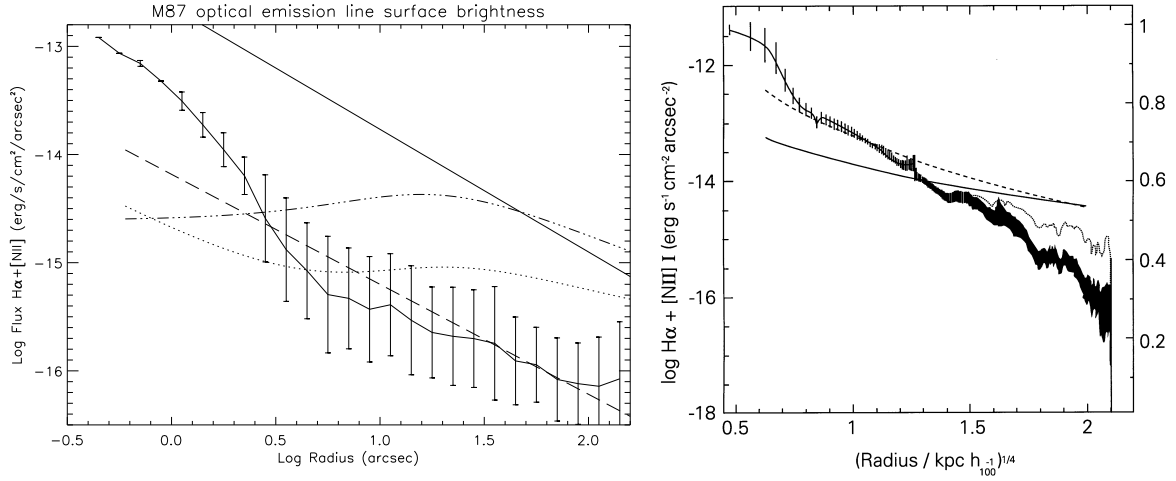 M87 optical emission line surface brightness
Log Flux Hα+[NII] (erg/s/cm²/arcsec²)
-13
-14
-15
-16
-0.5 0.0 0.5 1.0 1.5 2.0
Log Radius (arcsec)
log Hα + [NII] I (erg s⁻¹ cm⁻² arcsec⁻²)
-12
-14
-16
-18
1
0.8
0.6
0.4
0.2
0.5 1 1.5 2
(Radius / kpc h₁₀₀⁻¹)¹/⁴